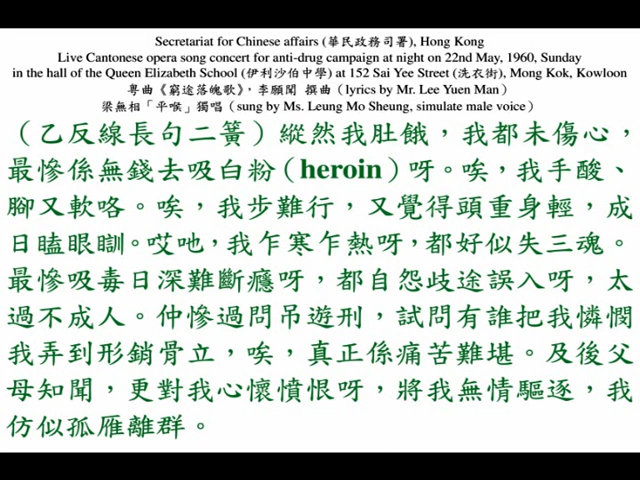 Secretariat for Chinese affairs (華民政務司署), Hong Kong
Live Cantonese opera song concert for anti-drug campaign at night on 22nd May, 1960, Sunday
in the hall of the Queen Elizabeth School (伊利沙伯中學) at 152 Sai Yee Street (洗衣街), Mong Kok, Kowloon
粵曲《窮途落魄歌》，李願聞 撰曲（lyrics by Mr. Lee Yuen Man）
梁無相「平喉」獨唱（sung by Ms. Leung Mo Sheung, simulate male voice）
（乙反線長句二簧）縱然我肚餓，我都未傷心，
最慘係無錢去吸白粉（heroin）呀。唉，我手酸、
腳又軟咯。唉，我步難行，又覺得頭重身輕，成
日瞌眼瞓。哎吔，我乍寒乍熱呀，都好似失三魂。
最慘吸毒日深難斷癮呀，都自怨歧途誤入呀，太
過不成人。仲慘過問吊遊刑，試問有誰把我憐憫
我弄到形銷骨立，唉，真正係痛苦難堪。及後父
母知聞，更對我心懷憤恨呀，將我無情驅逐，我
仿似孤雁離群。